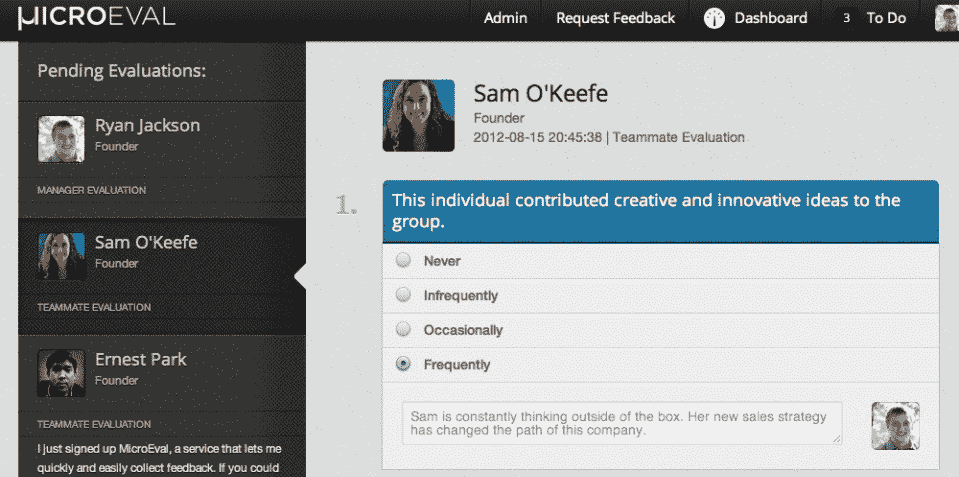 μICROEVAL
Admin
Request Feedback
Dashboard
3
To Do
Pending Evaluations:
Ryan Jackson
Founder
MANAGER EVALUATION
Sam O'Keefe
Founder
TEAMMATE EVALUATION
Ernest Park
Founder
TEAMMATE EVALUATION
I just signed up MicroEval, a service that lets me
quickly and easily collect feedback. If you could
Sam O'Keefe
Founder
2012-08-15 20:45:38 | Teammate Evaluation
1.
This individual contributed creative and innovative ideas to the
group.
Never
Infrequently
Occasionally
Frequently
Sam is constantly thinking outside of the box. Her new sales strategy
has changed the path of this company.